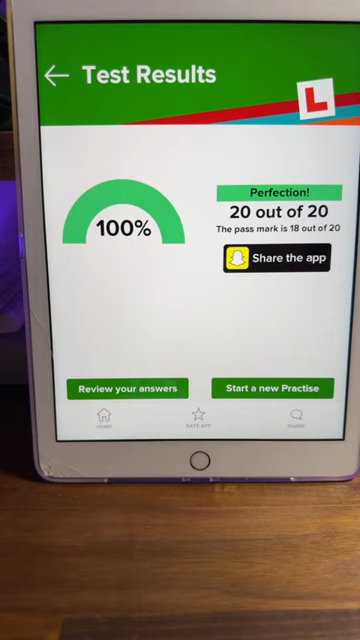 ← Test Results
L
100%
Perfection!
20 out of 20
The pass mark is 18 out of 20
Share the app
Review your answers
Start a new Practise
HOME
RATE APP
SHARE